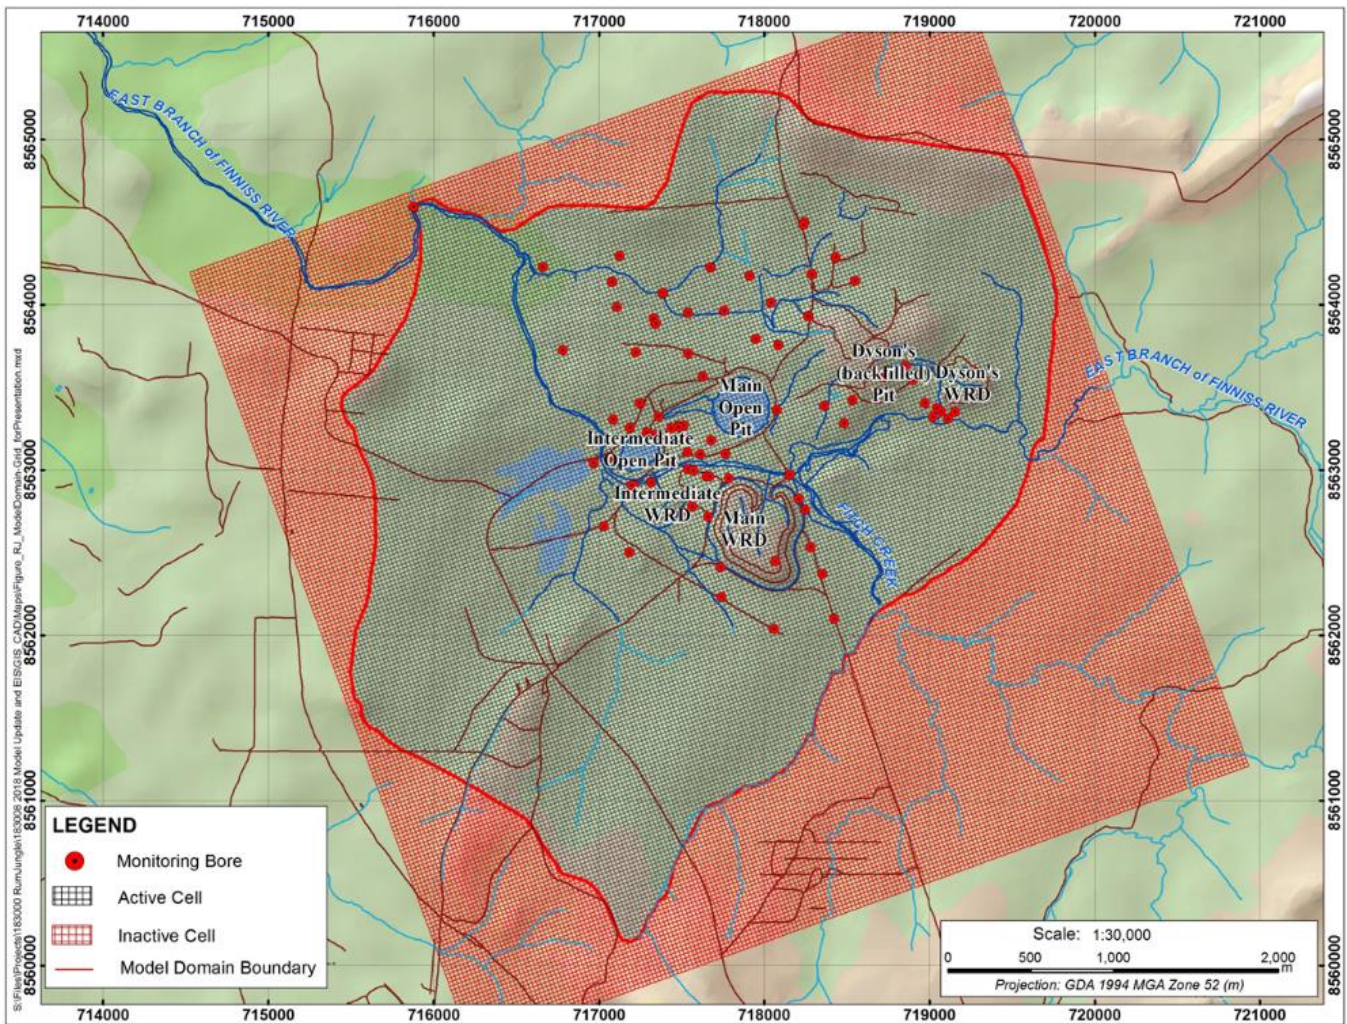 714000 715000 716000 717000 718000 719000 720000 721000
8565000 8565000
EAST BRANCH of FINNISS RIVER
8564000 8564000
EAST BRANCH of FINNISS RIVER
Dyson's
(backfilled)
Pit
Dyson's
WRD
Main
Open
Pit
Intermediate
Open Pit
8563000 8563000
Intermediate
WRD
Main
WRD
FITCH CREEK
8562000 8562000
8561000 8561000
8560000 8560000
LEGEND
Monitoring Bore
Active Cell
Inactive Cell
Model Domain Boundary
Scale: 1:30,000
0 500 1,000 2,000
m
Projection: GDA 1994 MGA Zone 52 (m)
714000 715000 716000 717000 718000 719000 720000 721000